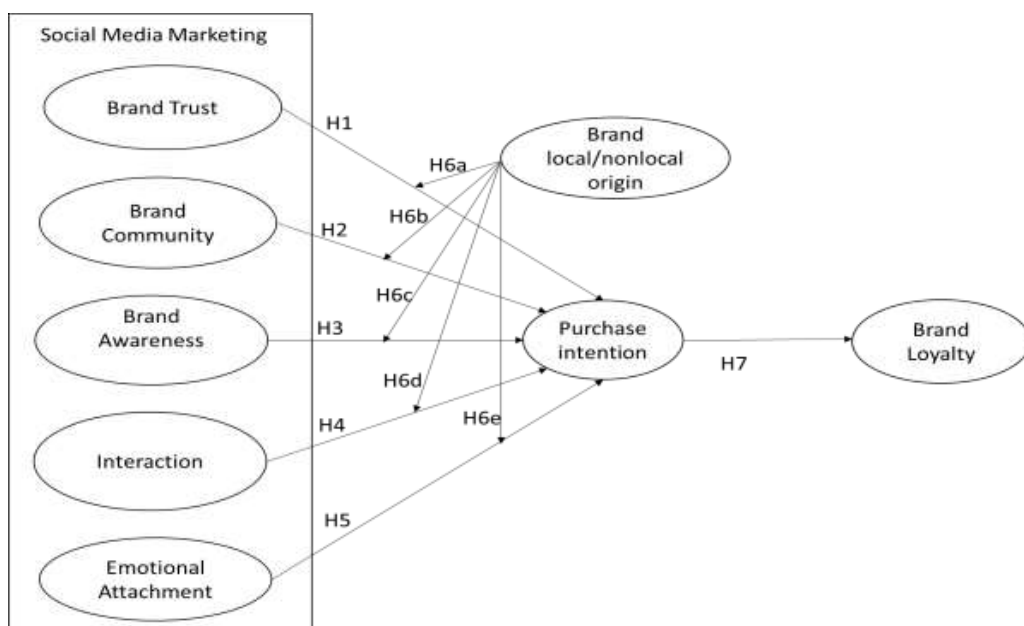 Social Media Marketing
Brand Trust
H1
Brand
local/nonlocal
origin
H6a
Brand
Community
H2
H6b
H6c
Brand
Awareness
H3
Purchase
intention
H7
Brand
Loyalty
H6d
H6e
Interaction
H4
H5
Emotional
Attachment